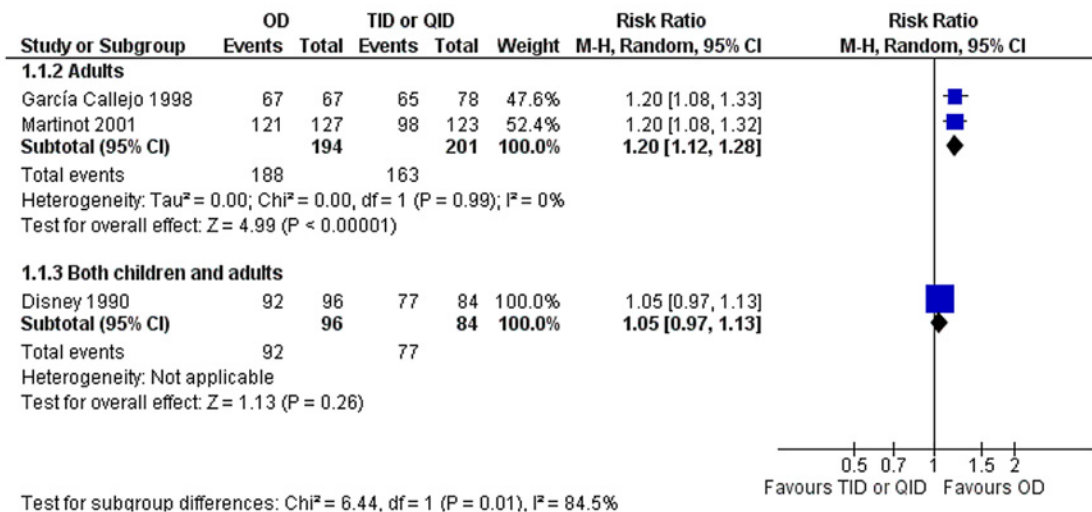 OD TID or QID Risk Ratio Risk Ratio
Study or Subgroup Events Total Events Total Weight M-H, Random, 95% CI M-H, Random, 95% CI
1.1.2 Adults
García Callejo 1998 67 67 65 78 47.6% 1.20 [1.08, 1.33]
Martinot 2001 121 127 98 123 52.4% 1.20 [1.08, 1.32]
Subtotal (95% CI) 194 201 100.0% 1.20 [1.12, 1.28]
Total events 188 163
Heterogeneity: Tau² = 0.00; Chi² = 0.00, df = 1 (P = 0.99); I² = 0%
Test for overall effect: Z = 4.99 (P < 0.00001)
1.1.3 Both children and adults
Disney 1990 92 96 77 84 100.0% 1.05 [0.97, 1.13]
Subtotal (95% CI) 96 84 100.0% 1.05 [0.97, 1.13]
Total events 92 77
Heterogeneity: Not applicable
Test for overall effect: Z = 1.13 (P = 0.26)
0.5 0.7 1 1.5 2
Favours TID or QID Favours OD
Test for subgroup differences: Chi² = 6.44, df = 1 (P = 0.01), I² = 84.5%